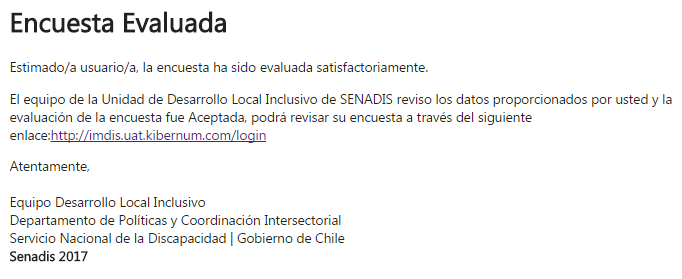 Encuesta Evaluada
Estimado/a usuario/a, la encuesta ha sido evaluada satisfactoriamente.
El equipo de la Unidad de Desarrollo Local Inclusivo de SENADIS reviso los datos proporcionados por usted y la
evaluación de la encuesta fue Aceptada, podrá revisar su encuesta a través del siguiente
enlace:http://imdis.uat.kibernum.com/login
Atentamente,
Equipo Desarrollo Local Inclusivo
Departamento de Políticas y Coordinación Intersectorial
Servicio Nacional de la Discapacidad | Gobierno de Chile
Senadis 2017